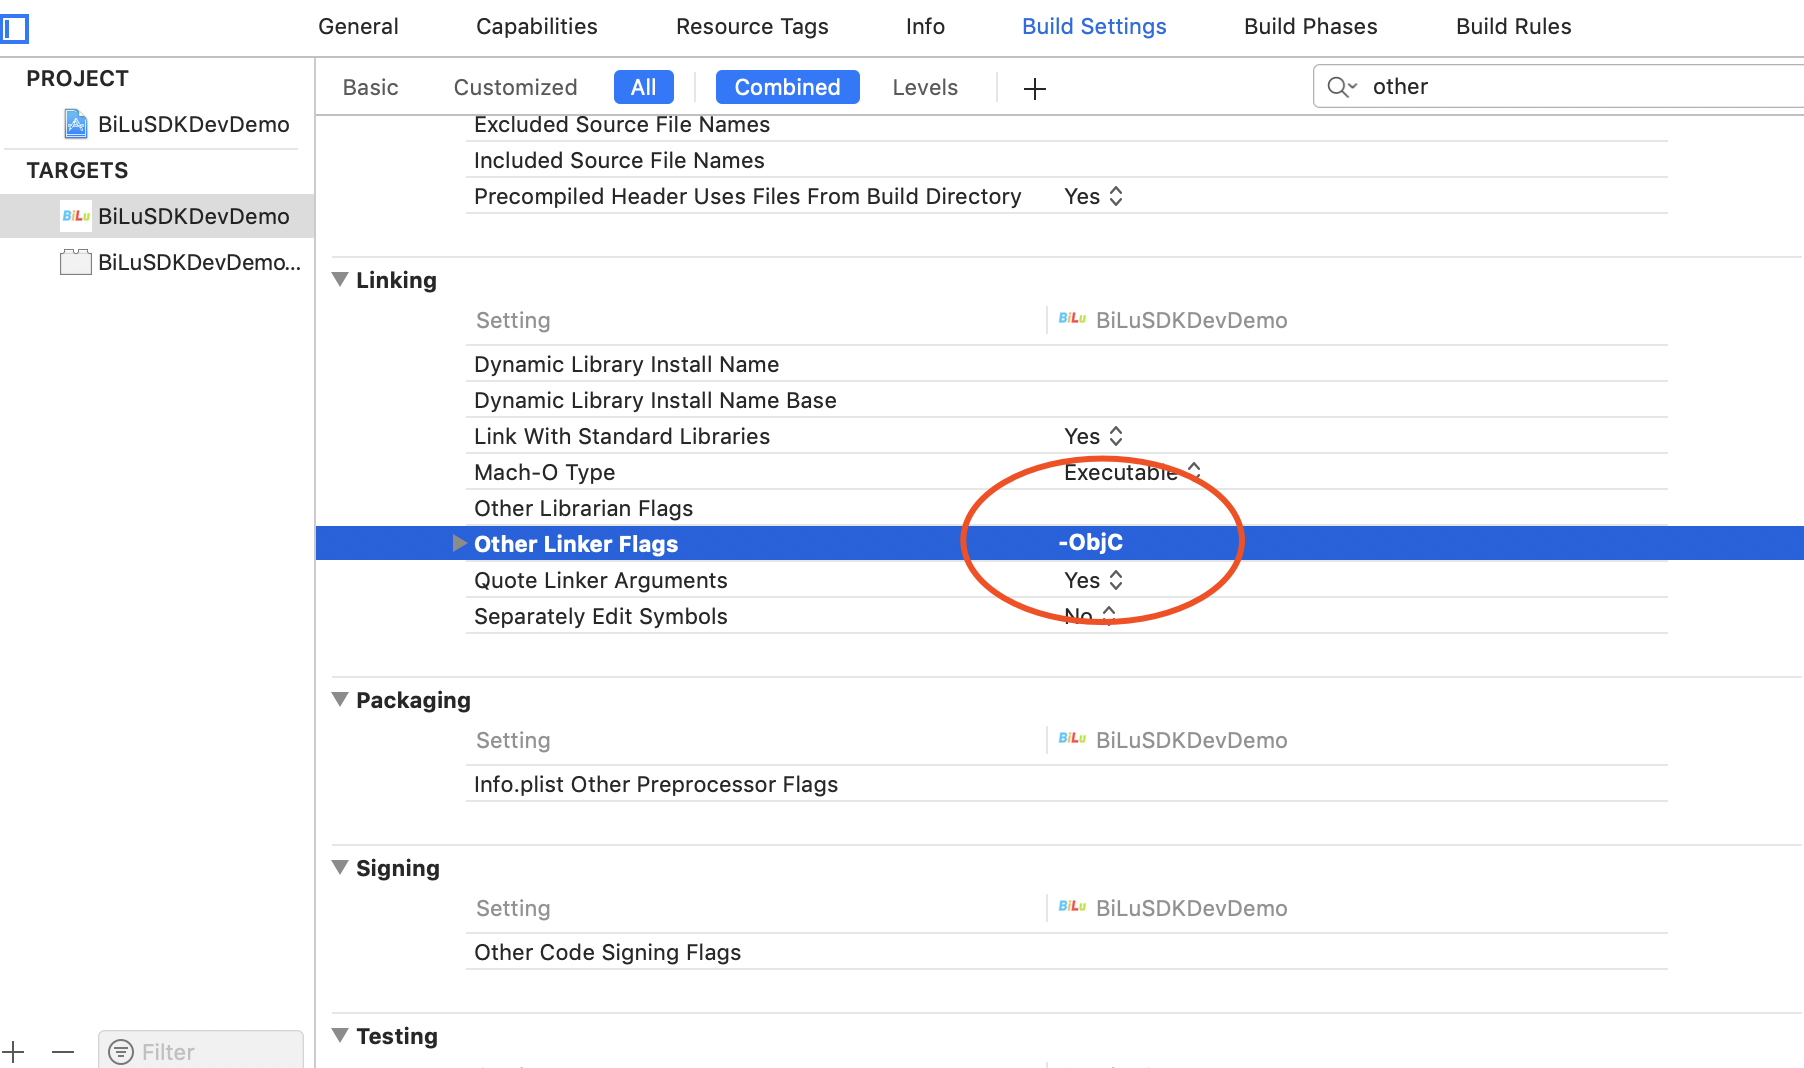 General Capabilities Resource Tags Info Build Settings Build Phases Build Rules
PROJECT
BiLuSDKDevDemo
TARGETS
BiLu BiLuSDKDevDemo
BiLuSDKDevDemo...
Basic Customized All Combined Levels other
Excluded Source File Names
Included Source File Names
Precompiled Header Uses Files From Build Directory Yes
Linking
Setting BiLu BiLuSDKDevDemo
Dynamic Library Install Name
Dynamic Library Install Name Base
Link With Standard Libraries Yes
Mach-O Type Executable
Other Librarian Flags
Other Linker Flags -ObjC
Quote Linker Arguments Yes
Separately Edit Symbols No
Packaging
Setting BiLu BiLuSDKDevDemo
Info.plist Other Preprocessor Flags
Signing
Setting BiLu BiLuSDKDevDemo
Other Code Signing Flags
Testing
Filter